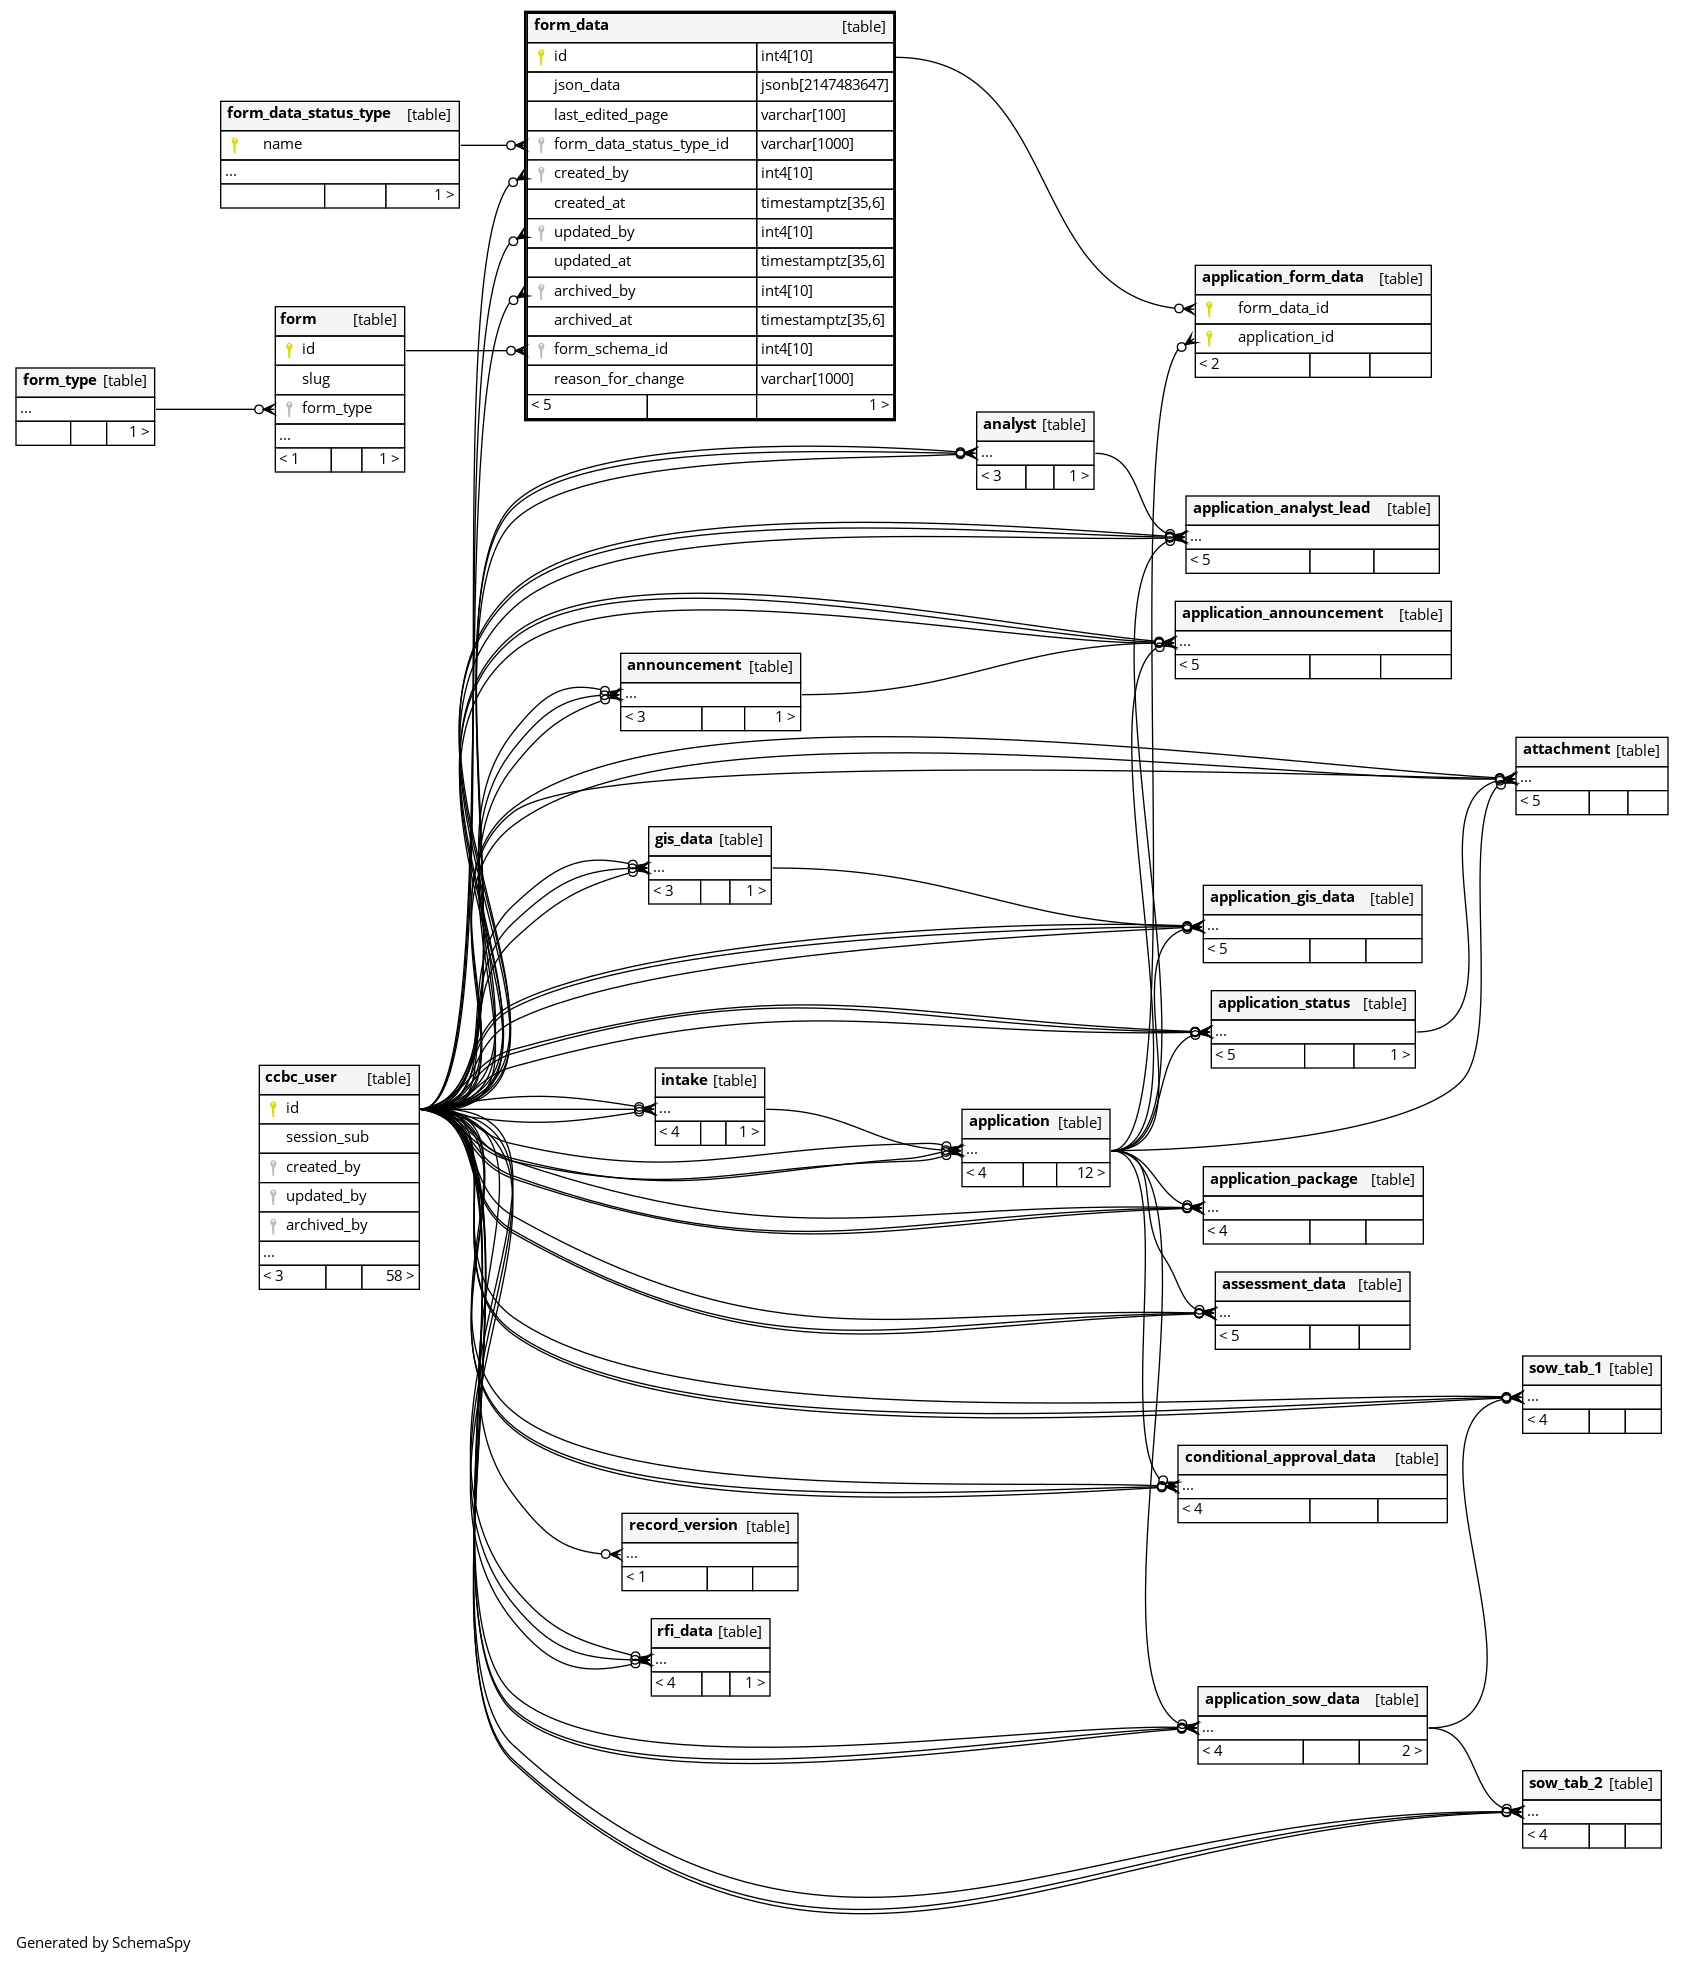 form_data [table]
id int4[10]
json_data jsonb[2147483647]
last_edited_page varchar[100]
form_data_status_type_id varchar[1000]
created_by int4[10]
created_at timestamptz[35,6]
updated_by int4[10]
updated_at timestamptz[35,6]
archived_by int4[10]
archived_at timestamptz[35,6]
form_schema_id int4[10]
reason_for_change varchar[1000]
< 5 1 >
form_data_status_type [table]
name
...
1 >
form [table]
id
slug
form_type
...
< 1 1 >
form_type [table]
...
1 >
application_form_data [table]
form_data_id
application_id
< 2
analyst [table]
...
< 3 1 >
application_analyst_lead [table]
...
< 5
application_announcement [table]
...
< 5
announcement [table]
...
< 3 1 >
attachment [table]
...
< 5
gis_data [table]
...
< 3 1 >
application_gis_data [table]
...
< 5
application_status [table]
...
< 5 1 >
ccbc_user [table]
id
session_sub
created_by
updated_by
archived_by
...
< 3 58 >
intake [table]
...
< 4 1 >
application [table]
...
< 4 12 >
application_package [table]
...
< 4
assessment_data [table]
...
< 5
sow_tab_1 [table]
...
< 4
conditional_approval_data [table]
...
< 4
record_version [table]
...
< 1
rfi_data [table]
...
< 4 1 >
application_sow_data [table]
...
< 4 2 >
sow_tab_2 [table]
...
< 4
Generated by SchemaSpy